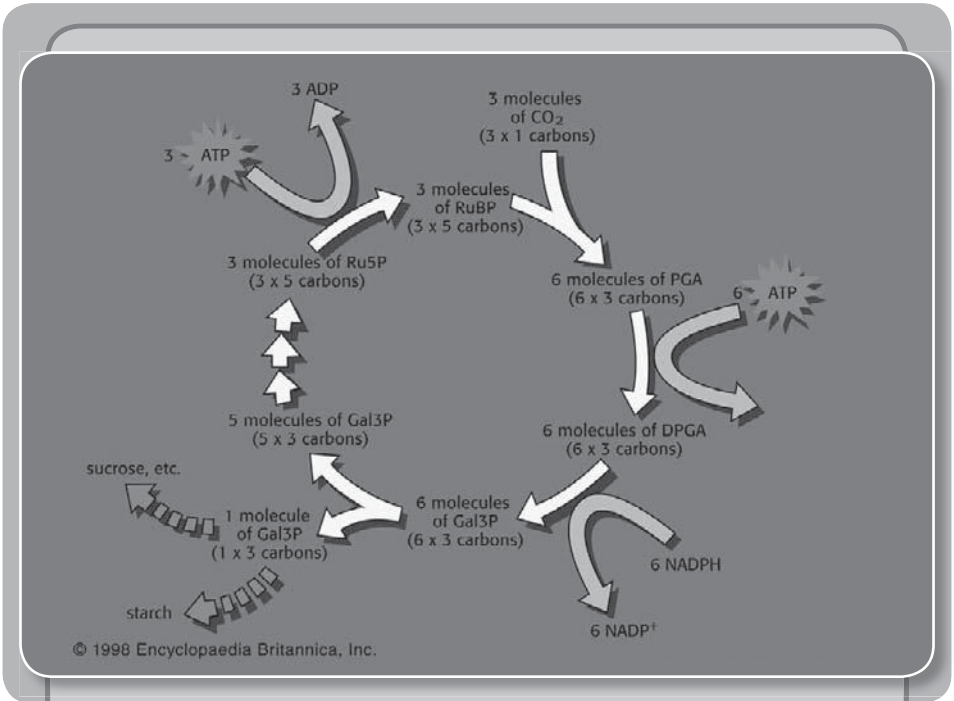 3 ADP
3 ATP
3 molecules
of CO₂
(3 x 1 carbons)
3 molecules
of RuBP
(3 x 5 carbons)
3 molecules of Ru5P
(3 x 5 carbons)
6 molecules of PGA
(6 x 3 carbons)
6 ATP
5 molecules of Gal3P
(5 x 3 carbons)
6 molecules of DPGA
(6 x 3 carbons)
sucrose, etc.
1 molecule
of Gal3P
(1 x 3 carbons)
6 molecules
of Gal3P
(6 x 3 carbons)
6 NADPH
starch
6 NADP⁺
© 1998 Encyclopaedia Britannica, Inc.